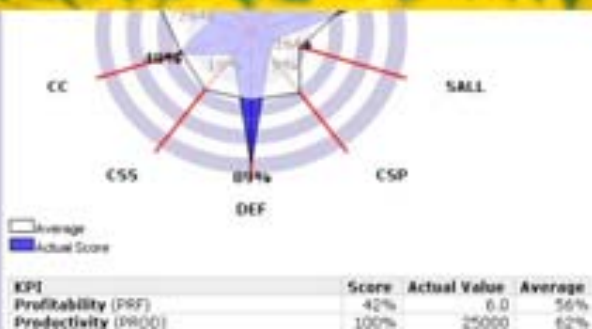 CC
SALL
CSS
89%
CSP
DEF
Average
Actual Score
KPI Score Actual Value Average
Profitability (PRF) 42% 6.0 56%
Productivity (PROD) 100% 25000 62%